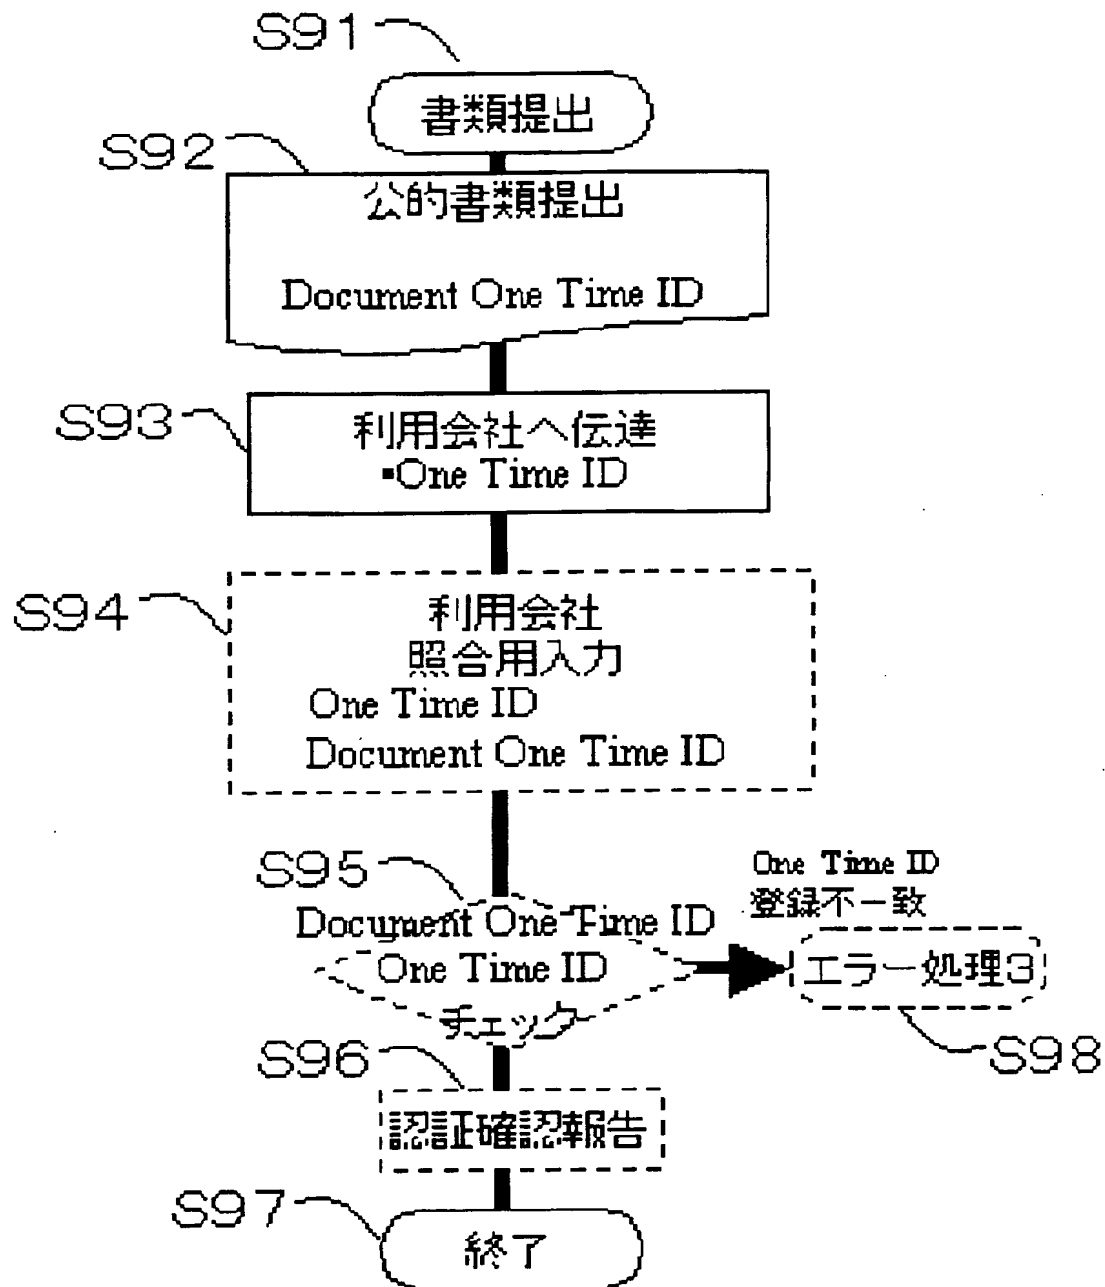 S91
書類提出
S92
公的書類提出
Document One Time ID
S93
利用会社へ伝達
▪One Time ID
S94
利用会社
照合用入力
One Time ID
Document One Time ID
S95
Document One Time ID
One Time ID
チェック
One Time ID
登録不一致
エラー処理3
S98
S96
認証確認報告
S97
終了